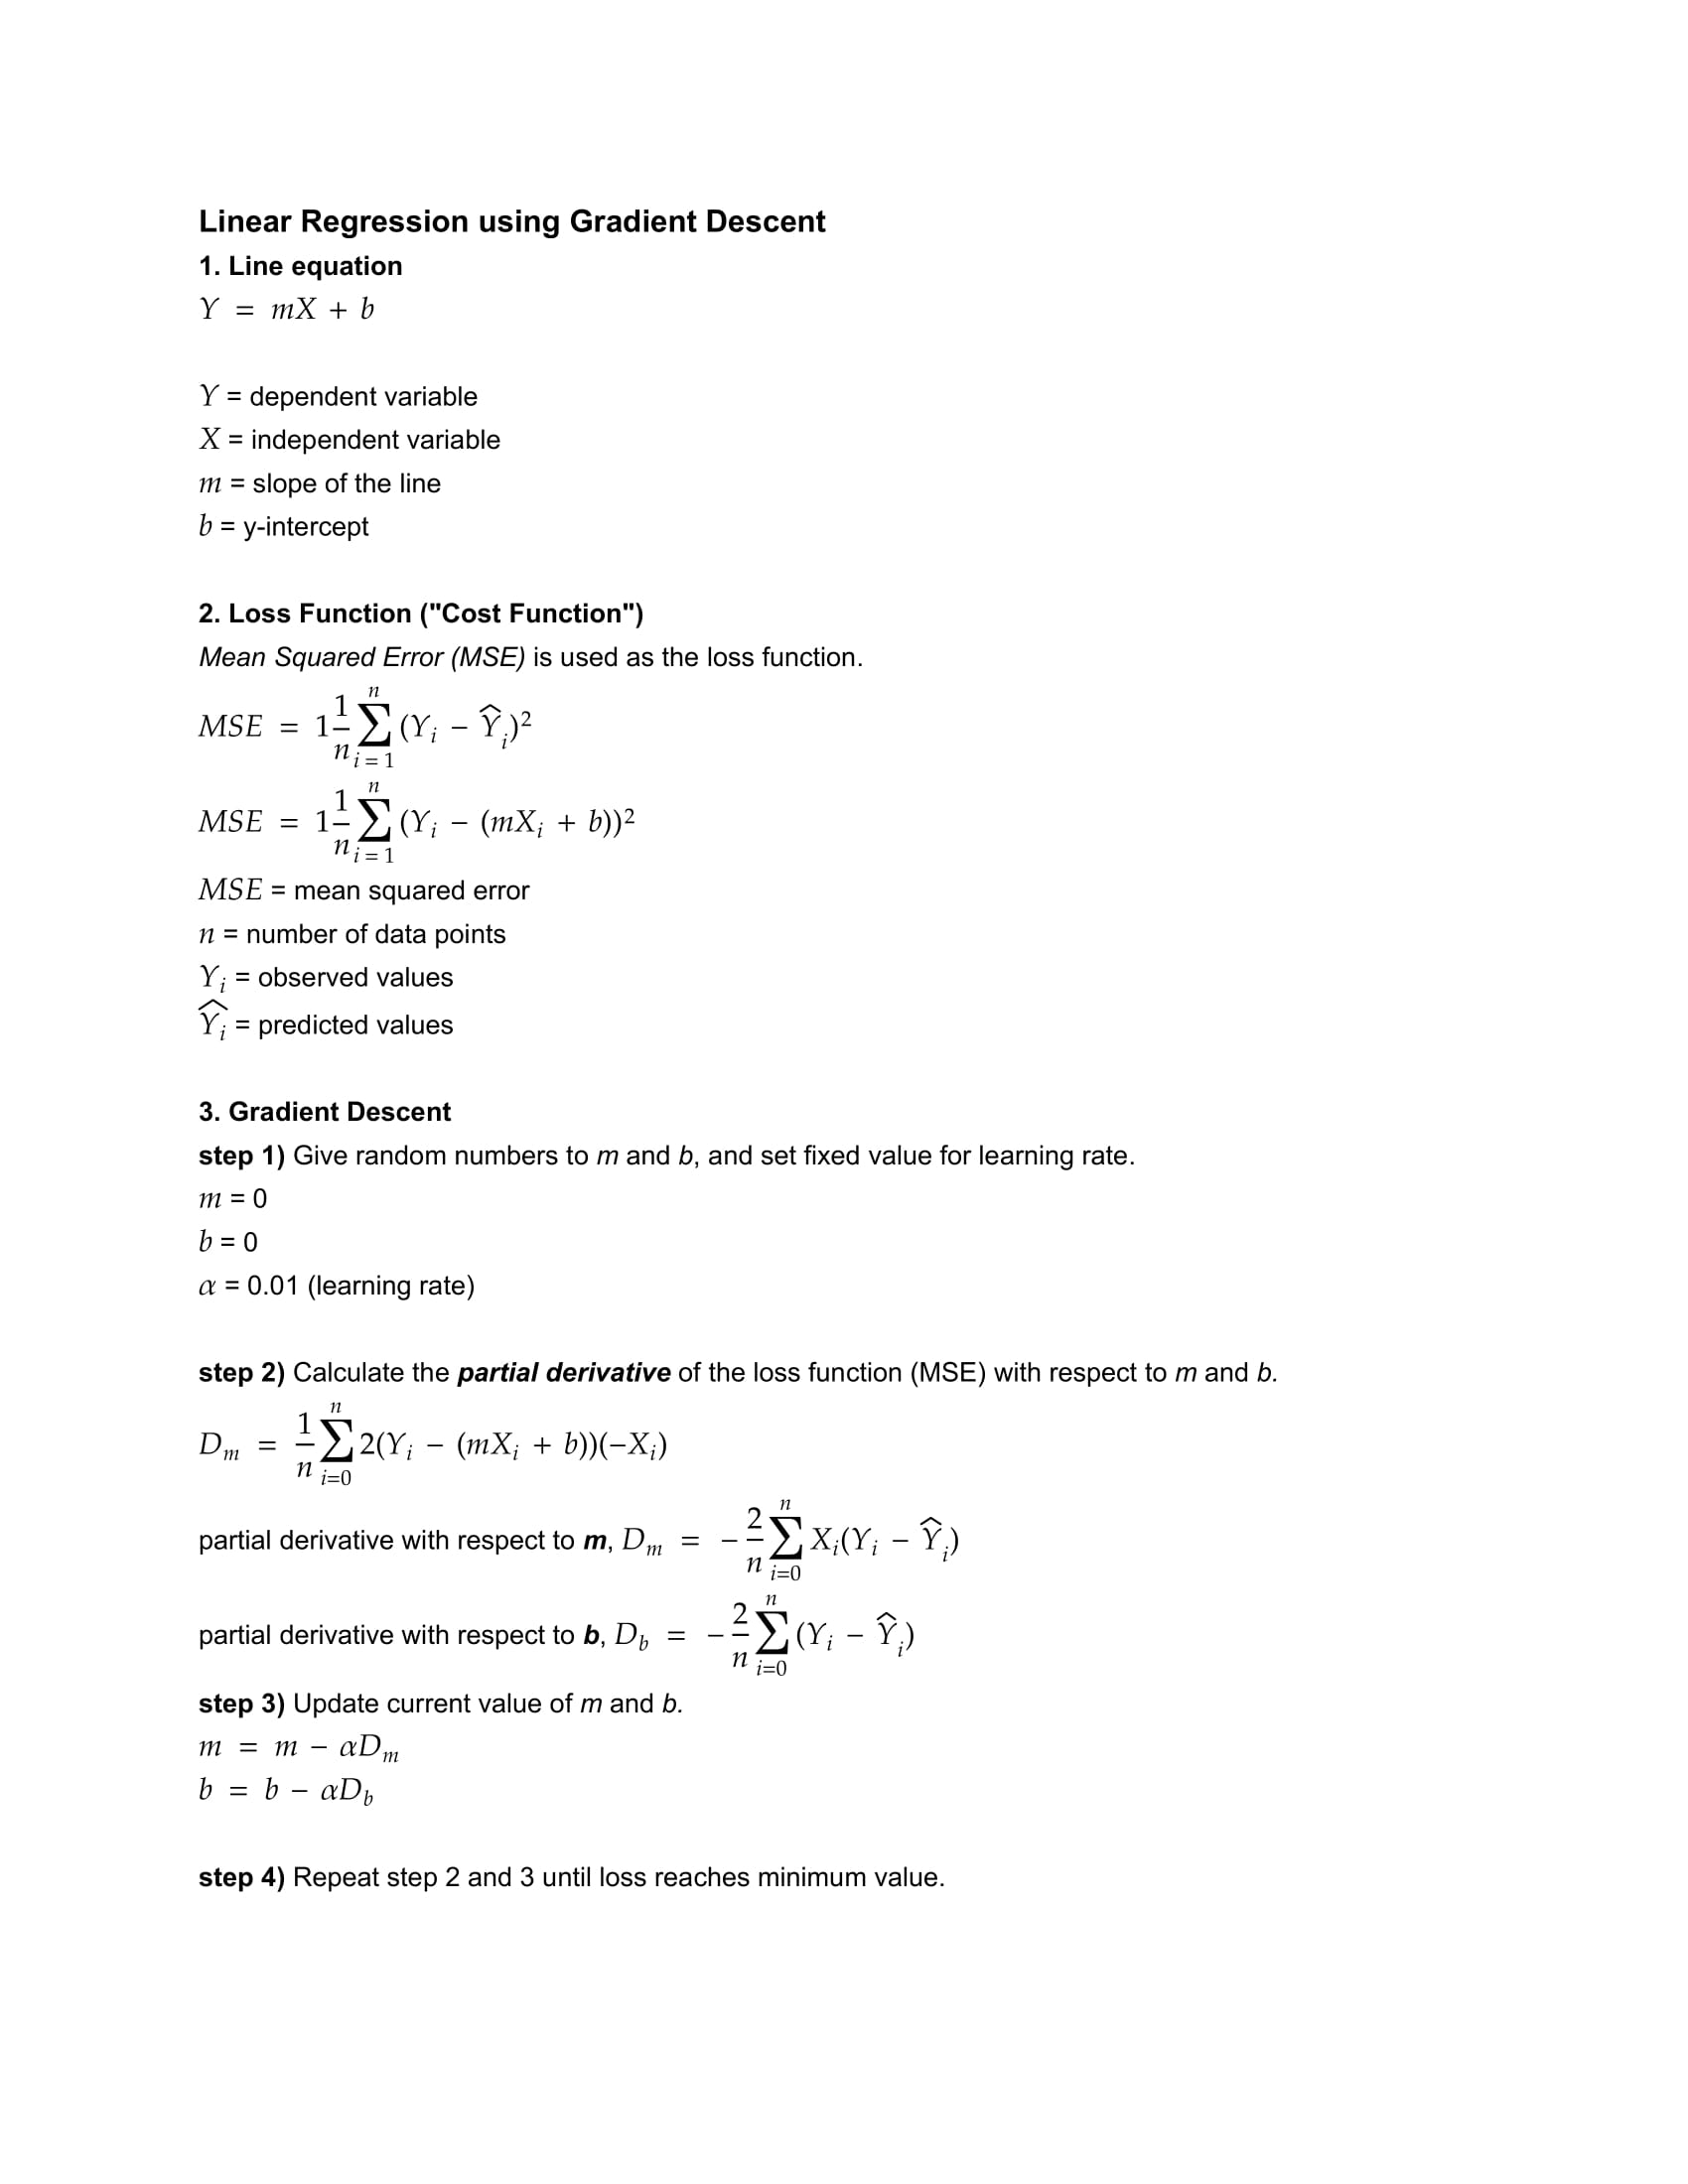 Linear Regression using Gradient Descent
1. Line equation
Y = mX + b
Y = dependent variable
X = independent variable
m = slope of the line
b = y-intercept
2. Loss Function ("Cost Function")
Mean Squared Error (MSE) is used as the loss function.
MSE = 1\frac{1}{n}\sum_{i = 1}^{n}(Y_i − \widehat{Y}_i)^2
MSE = 1\frac{1}{n}\sum_{i = 1}^{n}(Y_i − (mX_i + b))^2
MSE = mean squared error
n = number of data points
Y_i = observed values
\widehat{Y_i} = predicted values
3. Gradient Descent
step 1) Give random numbers to m and b, and set fixed value for learning rate.
m = 0
b = 0
α = 0.01 (learning rate)
step 2) Calculate the partial derivative of the loss function (MSE) with respect to m and b.
D_m = \frac{1}{n}\sum_{i=0}^{n}2(Y_i − (mX_i + b))(−X_i)
partial derivative with respect to m, D_m = −\frac{2}{n}\sum_{i=0}^{n}X_i(Y_i − \widehat{Y}_i)
partial derivative with respect to b, D_b = −\frac{2}{n}\sum_{i=0}^{n}(Y_i − \widehat{Y}_i)
step 3) Update current value of m and b.
m = m − αD_m
b = b − αD_b
step 4) Repeat step 2 and 3 until loss reaches minimum value.